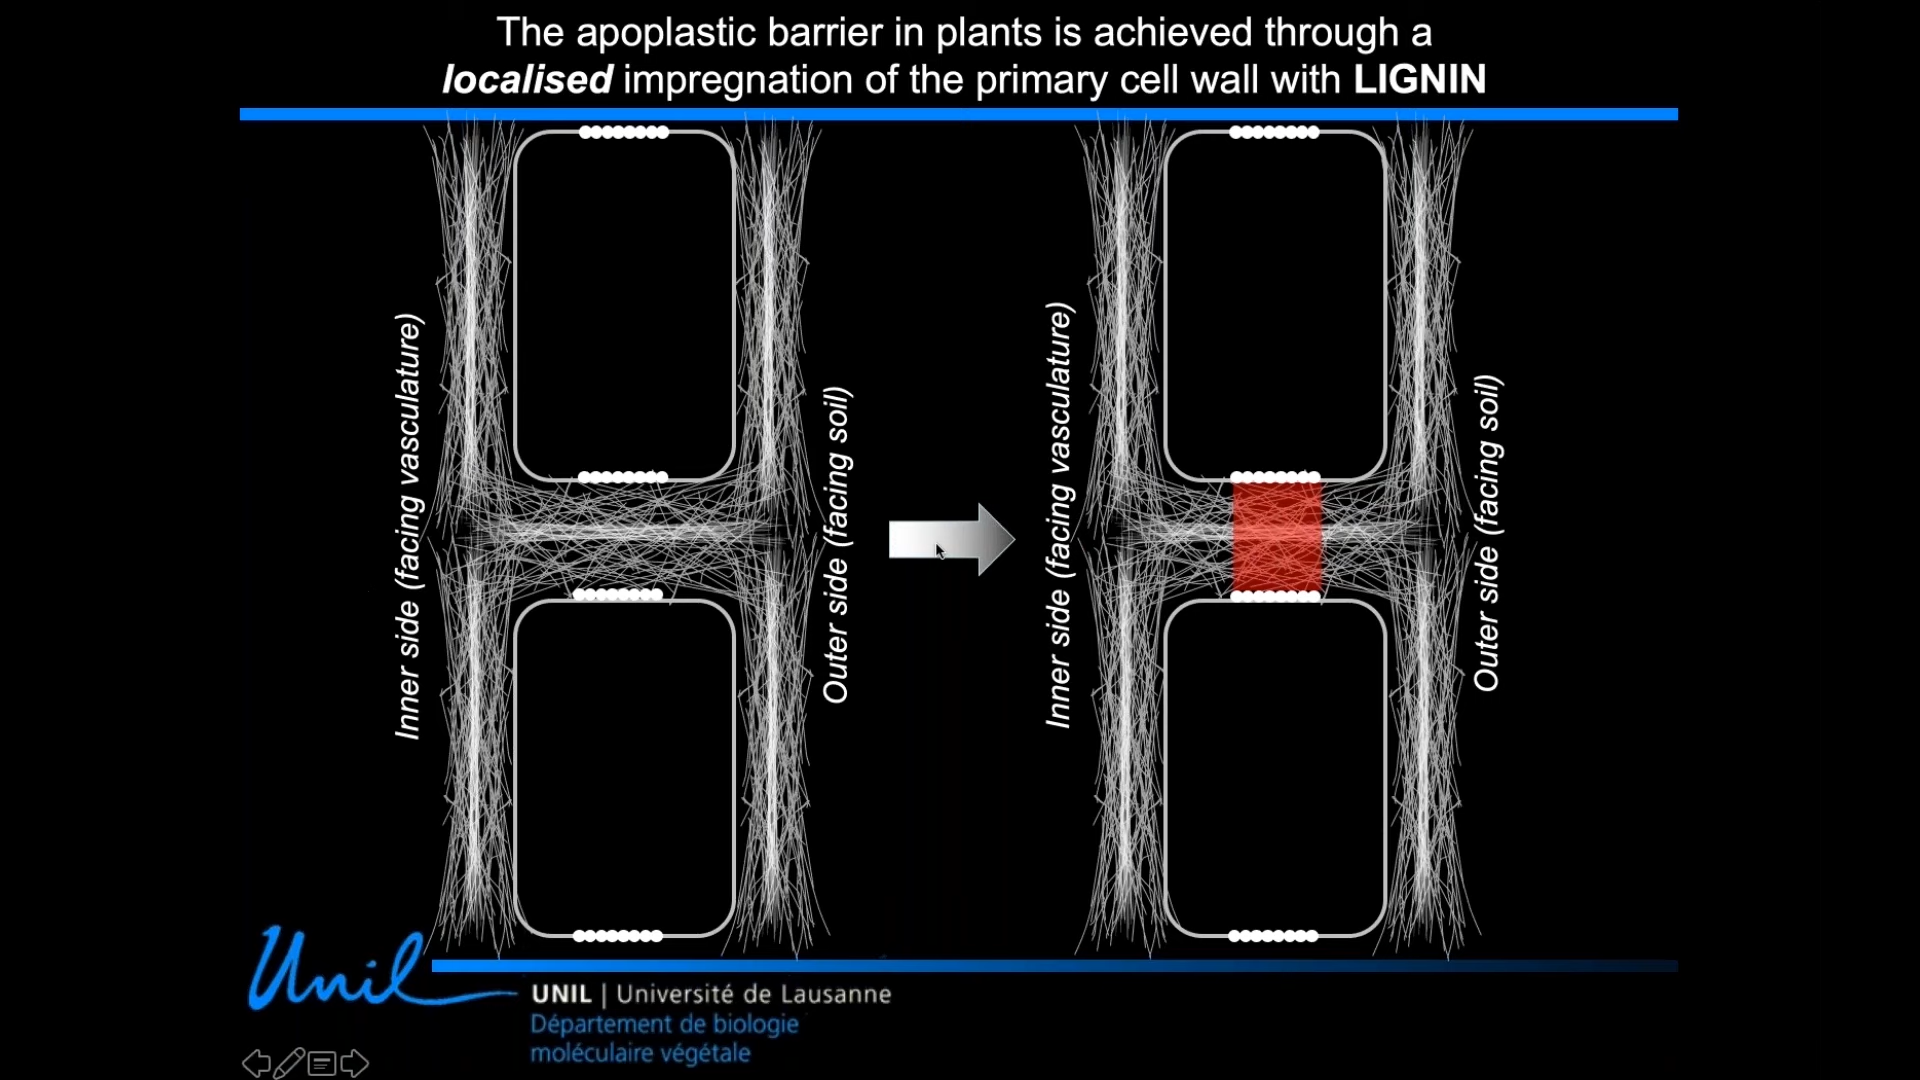 The apoplastic barrier in plants is achieved through a
localised impregnation of the primary cell wall with LIGNIN
Inner side (facing vasculature)
Outer side (facing soil)
Inner side (facing vasculature)
Outer side (facing soil)
Unil
UNIL | Université de Lausanne
Département de biologie
moléculaire végétale